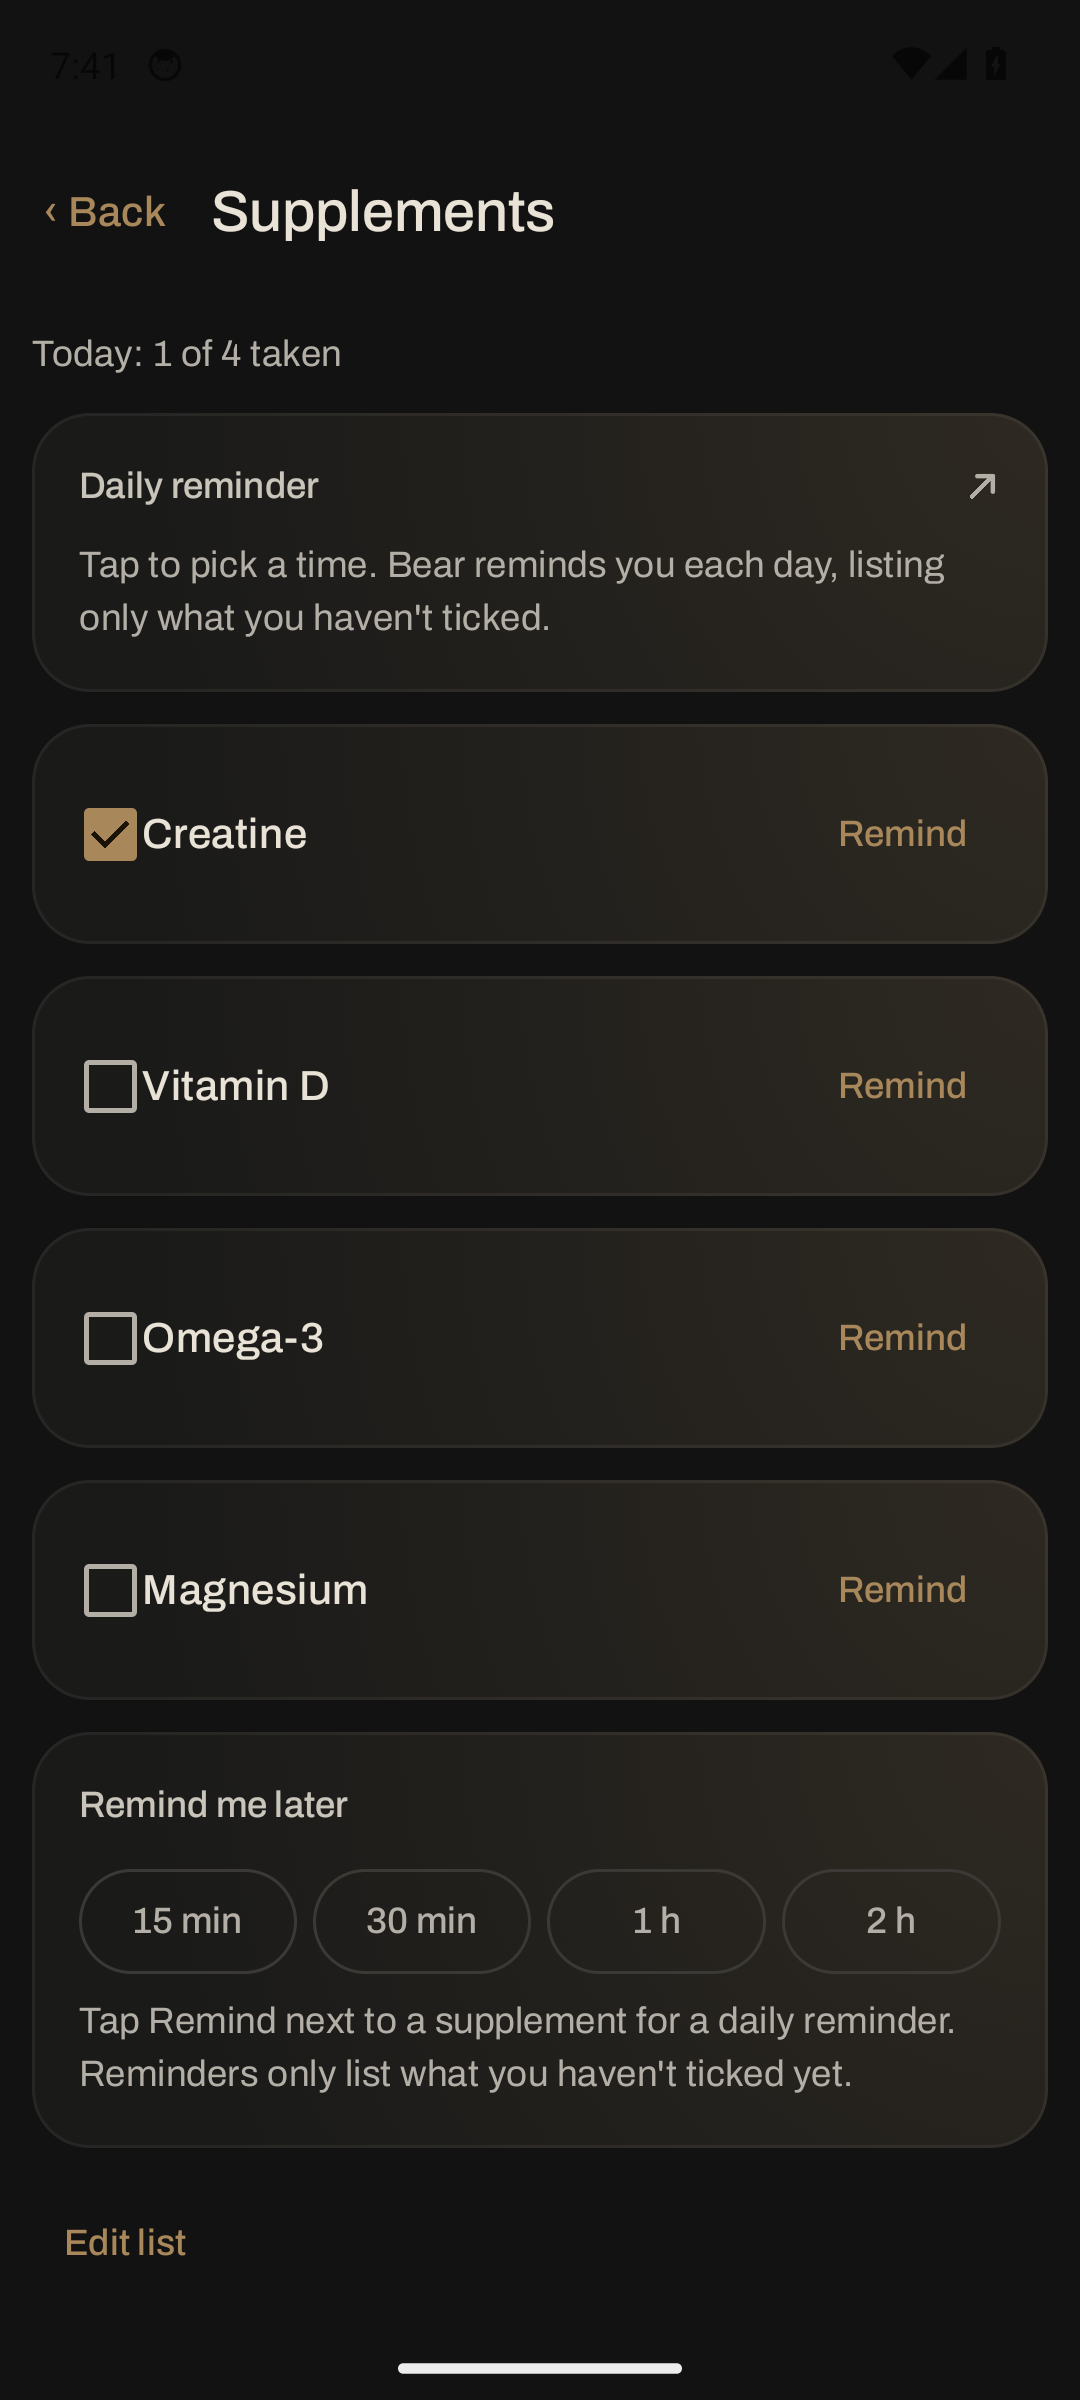 7:41
‹ Back Supplements
Today: 1 of 4 taken
Daily reminder
Tap to pick a time. Bear reminds you each day, listing
only what you haven't ticked.
Creatine Remind
Vitamin D Remind
Omega-3 Remind
Magnesium Remind
Remind me later
15 min 30 min 1 h 2 h
Tap Remind next to a supplement for a daily reminder.
Reminders only list what you haven't ticked yet.
Edit list